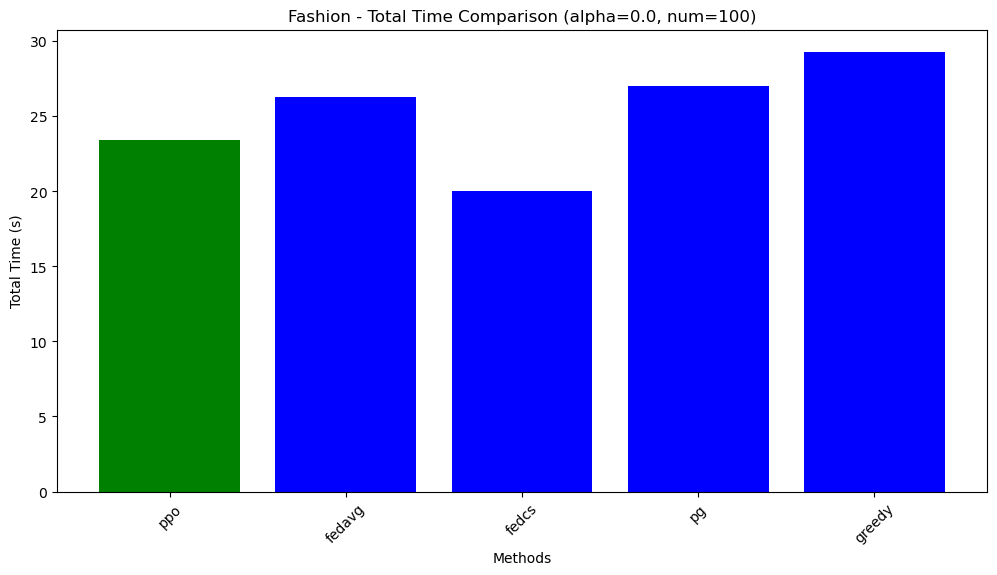 Fashion - Total Time Comparison (alpha=0.0, num=100)
Total Time (s)
30
25
20
15
10
5
0
ppo
fedavg
fedcs
pg
greedy
Methods